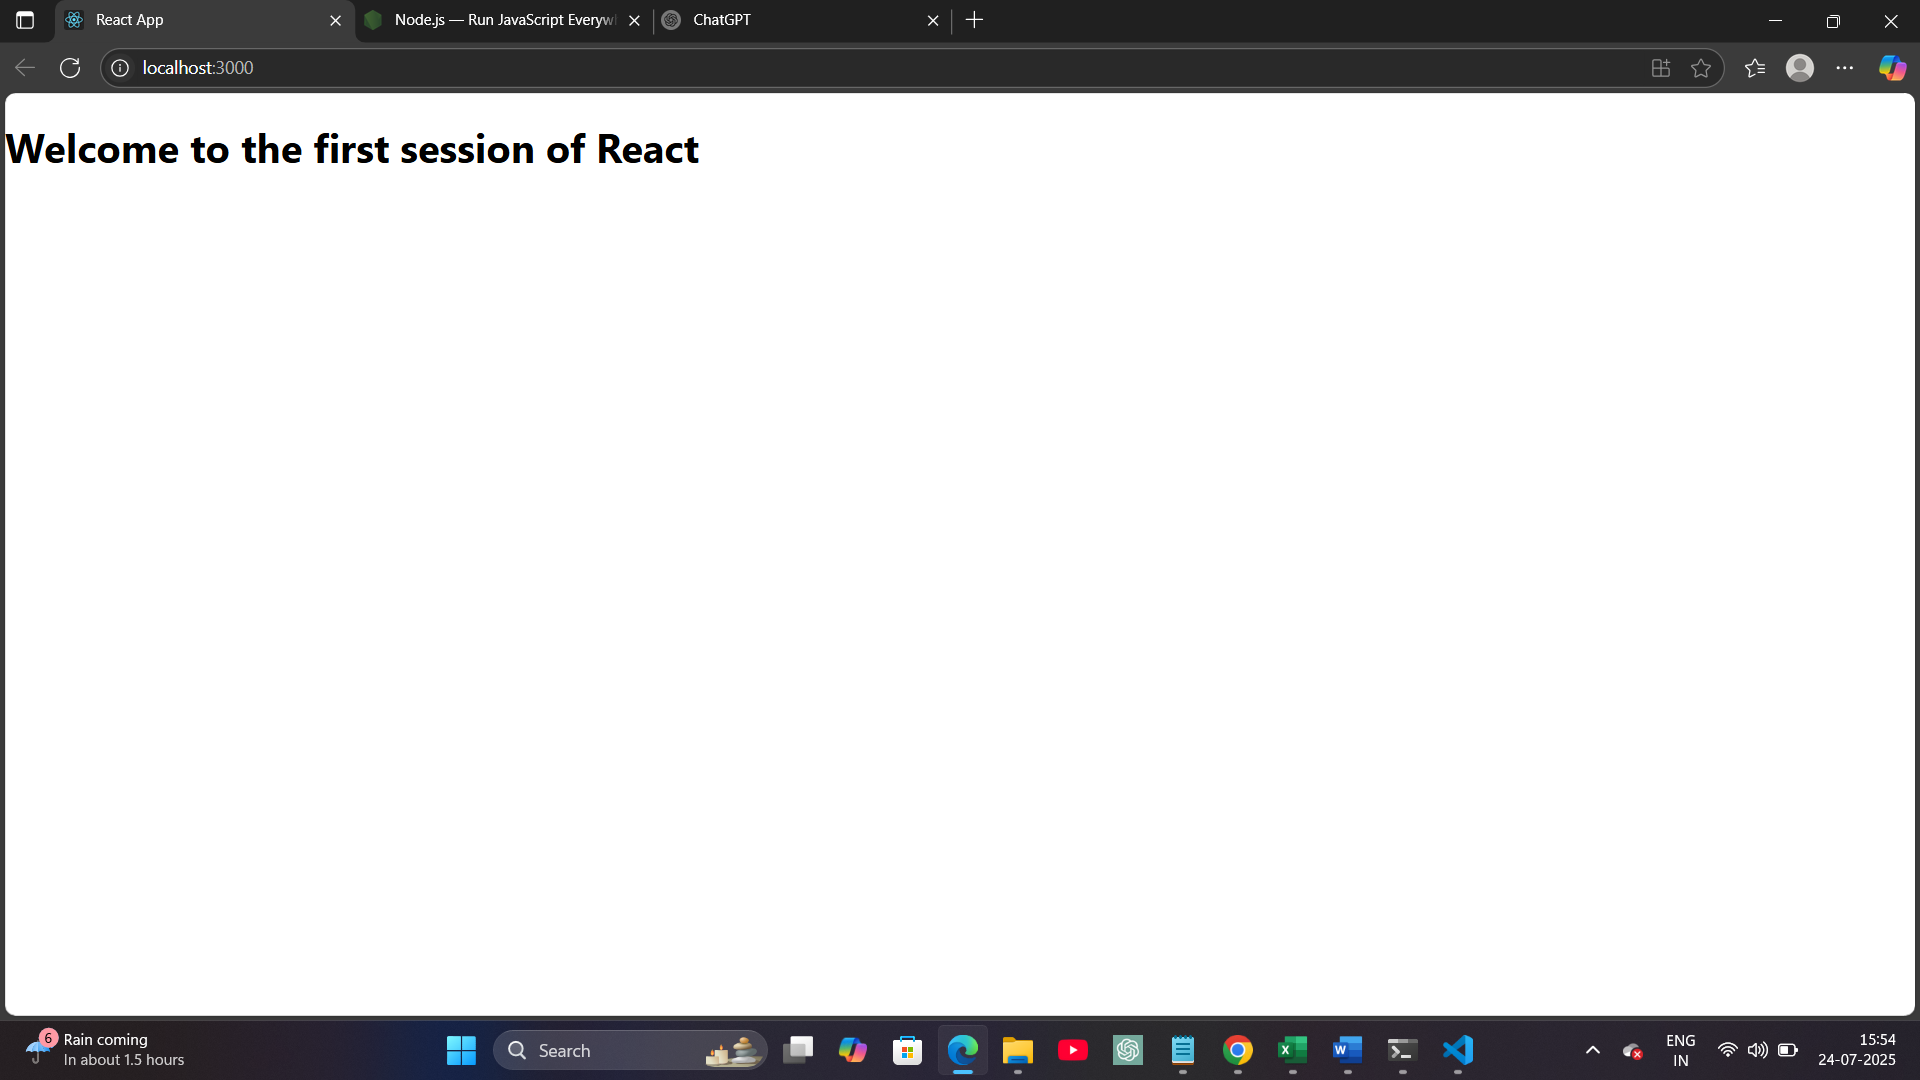 React App
Node.js — Run JavaScript Everyw
ChatGPT
localhost:3000
Welcome to the first session of React
6
Rain coming
In about 1.5 hours
Search
ENG
IN
15:54
24-07-2025